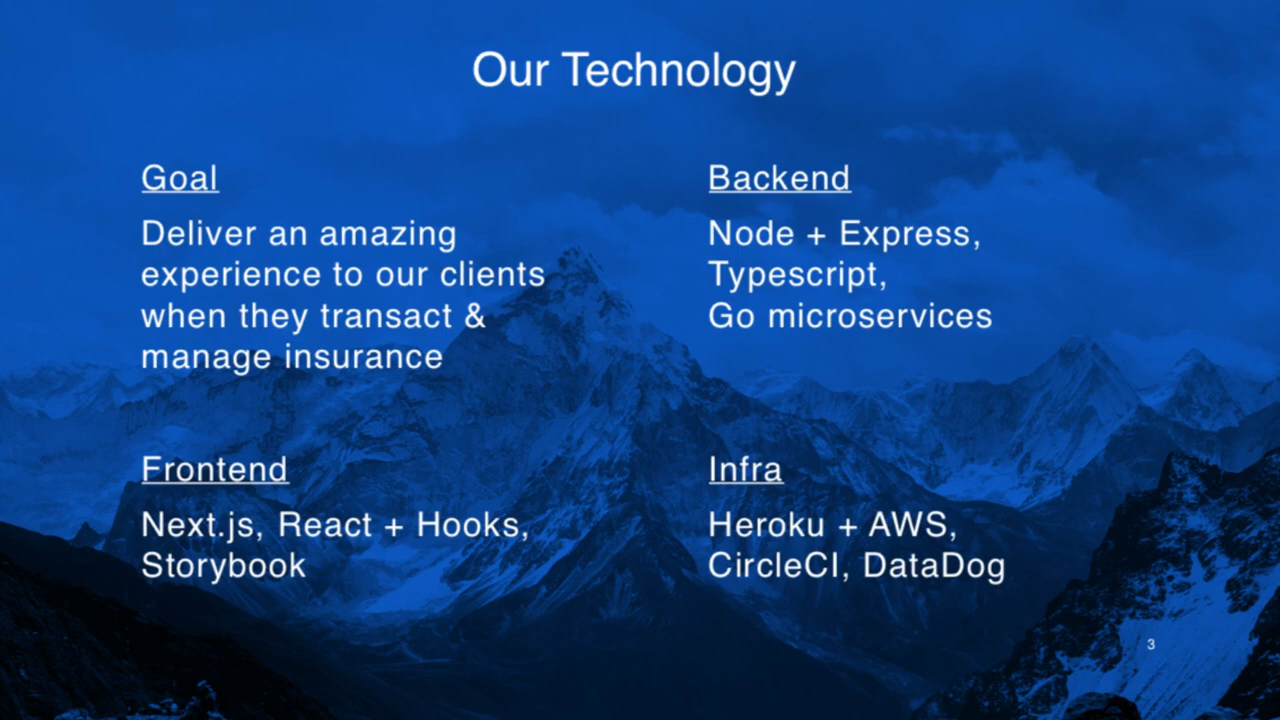 Our Technology
Goal
Deliver an amazing
experience to our clients
when they transact &
manage insurance
Backend
Node + Express,
Typescript,
Go microservices
Frontend
Next.js, React + Hooks,
Storybook
Infra
Heroku + AWS,
CircleCI, DataDog
3